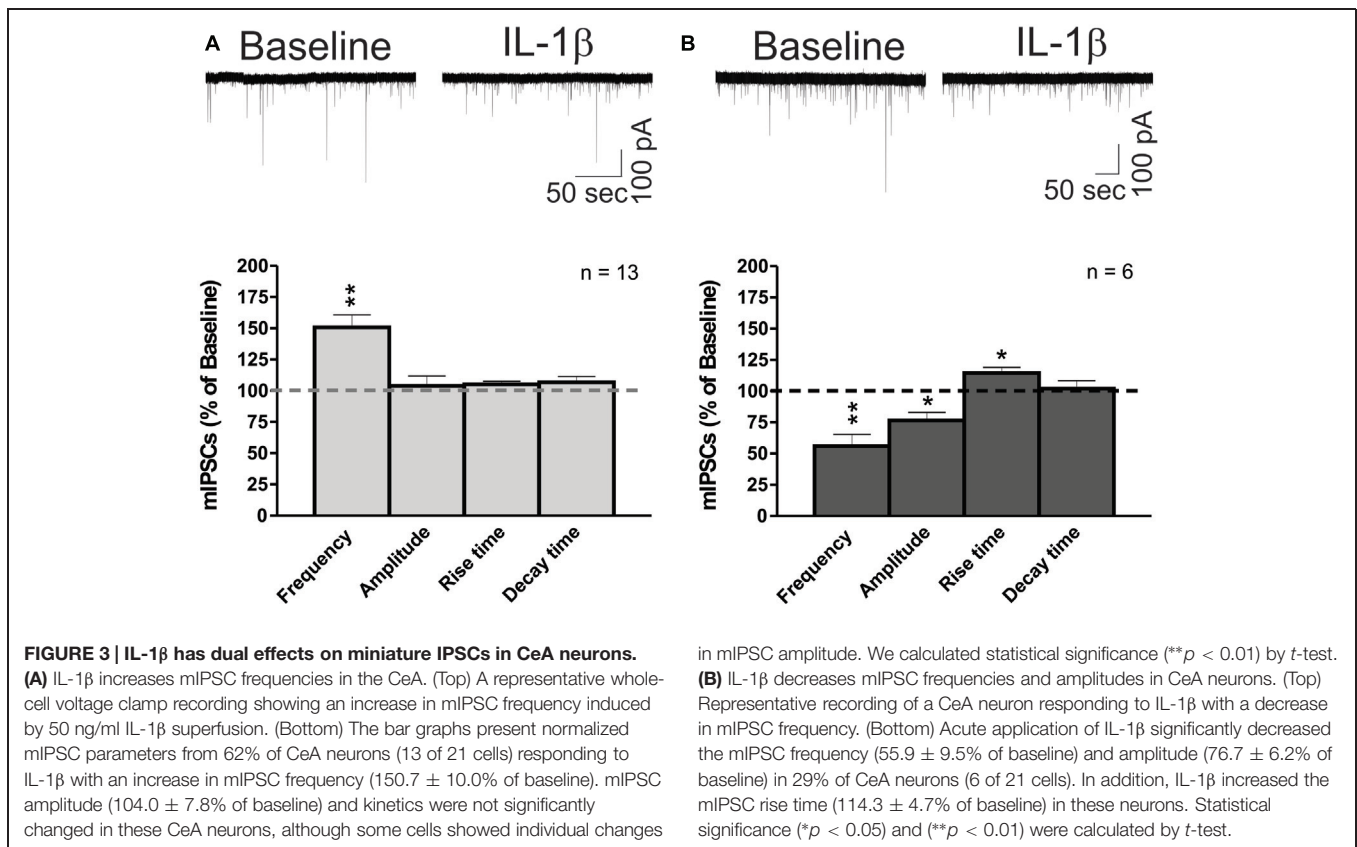 A
Baseline
IL-1β
50 sec
100 pA
mIPSCs (% of Baseline)
200
175
150
125
100
75
50
25
0
n = 13
**
Frequency
Amplitude
Rise time
Decay time
B
Baseline
IL-1β
50 sec
100 pA
mIPSCs (% of Baseline)
200
175
150
125
100
75
50
25
0
n = 6
**
*
*
Frequency
Amplitude
Rise time
Decay time
FIGURE 3 | IL-1β has dual effects on miniature IPSCs in CeA neurons.
(A) IL-1β increases mIPSC frequencies in the CeA. (Top) A representative whole-
cell voltage clamp recording showing an increase in mIPSC frequency induced
by 50 ng/ml IL-1β superfusion. (Bottom) The bar graphs present normalized
mIPSC parameters from 62% of CeA neurons (13 of 21 cells) responding to
IL-1β with an increase in mIPSC frequency (150.7 ± 10.0% of baseline). mIPSC
amplitude (104.0 ± 7.8% of baseline) and kinetics were not significantly
changed in these CeA neurons, although some cells showed individual changes
in mIPSC amplitude. We calculated statistical significance (**p < 0.01) by t-test.
(B) IL-1β decreases mIPSC frequencies and amplitudes in CeA neurons. (Top)
Representative recording of a CeA neuron responding to IL-1β with a decrease
in mIPSC frequency. (Bottom) Acute application of IL-1β significantly decreased
the mIPSC frequency (55.9 ± 9.5% of baseline) and amplitude (76.7 ± 6.2% of
baseline) in 29% of CeA neurons (6 of 21 cells). In addition, IL-1β increased the
mIPSC rise time (114.3 ± 4.7% of baseline) in these neurons. Statistical
significance (*p < 0.05) and (**p < 0.01) were calculated by t-test.